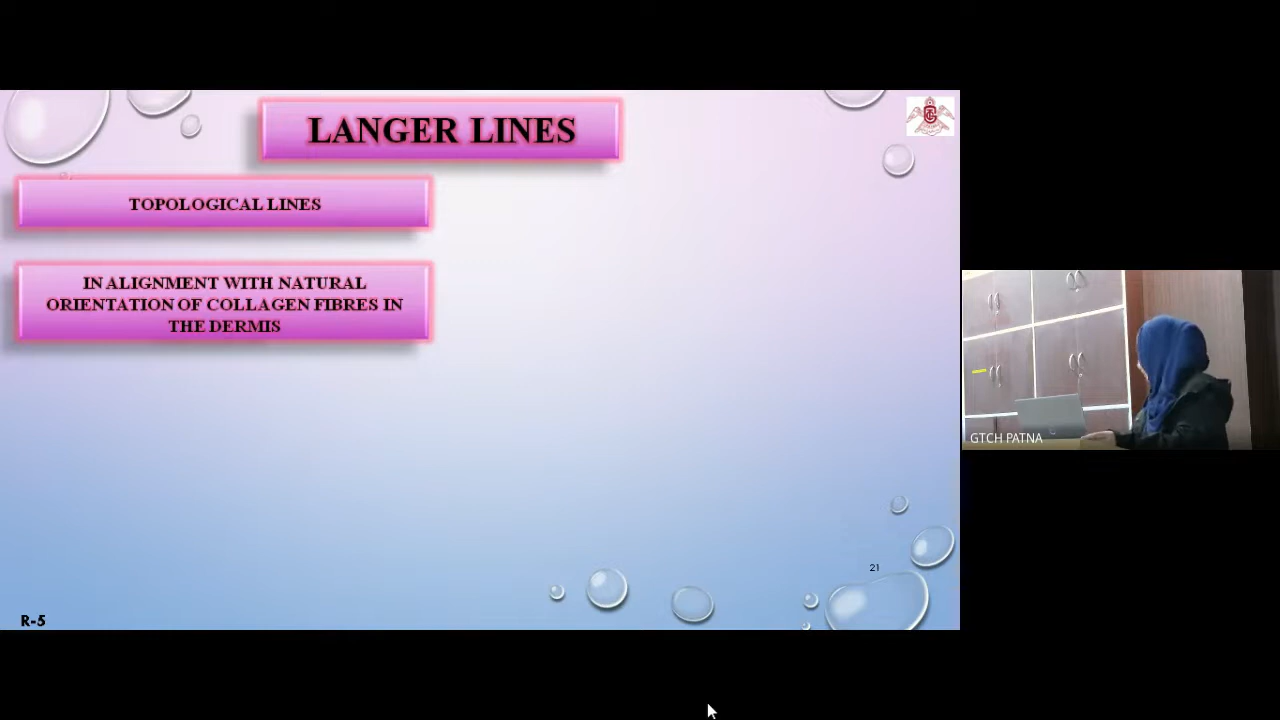 LANGER LINES
TOPOLOGICAL LINES
IN ALIGNMENT WITH NATURAL
ORIENTATION OF COLLAGEN FIBRES IN
THE DERMIS
GTCH PATNA
21
R-5